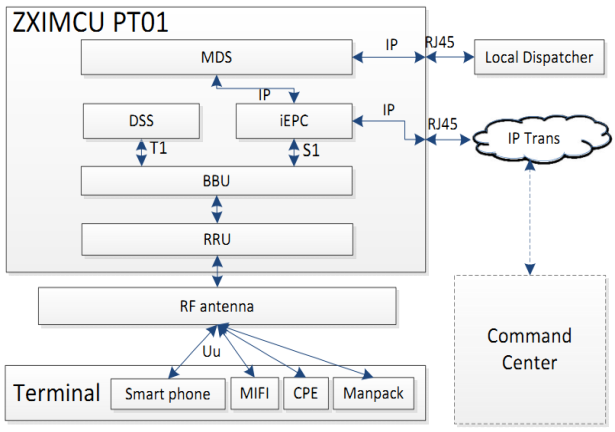 ZXIMCU PT01
MDS
IP
RJ45
Local Dispatcher
IP
DSS
iEPC
IP
RJ45
IP Trans
T1
S1
BBU
RRU
RF antenna
Uu
Command
Center
Terminal
Smart phone
MIFI
CPE
Manpack